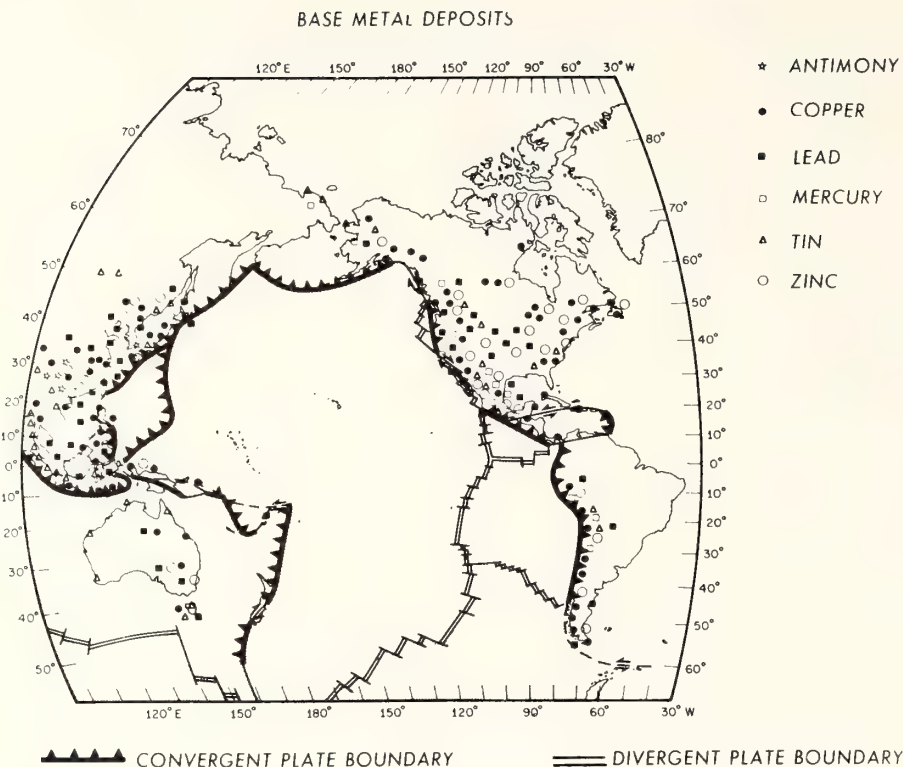 BASE METAL DEPOSITS
120° E 150° 180° 150° 120° 90° 60° 30° W
☆ ANTIMONY
● COPPER
■ LEAD
□ MERCURY
△ TIN
○ ZINC
70° 80°
60° 70°
50° 60°
40° 50°
30° 40°
20° 30°
10° 20°
0° 10°
10° 0°
20° 10°
30° 20°
40° 30°
50° 40°
50°
60°
120° E 150° 180° 150° 120° 90° 60° 30° W
CONVERGENT PLATE BOUNDARY
DIVERGENT PLATE BOUNDARY